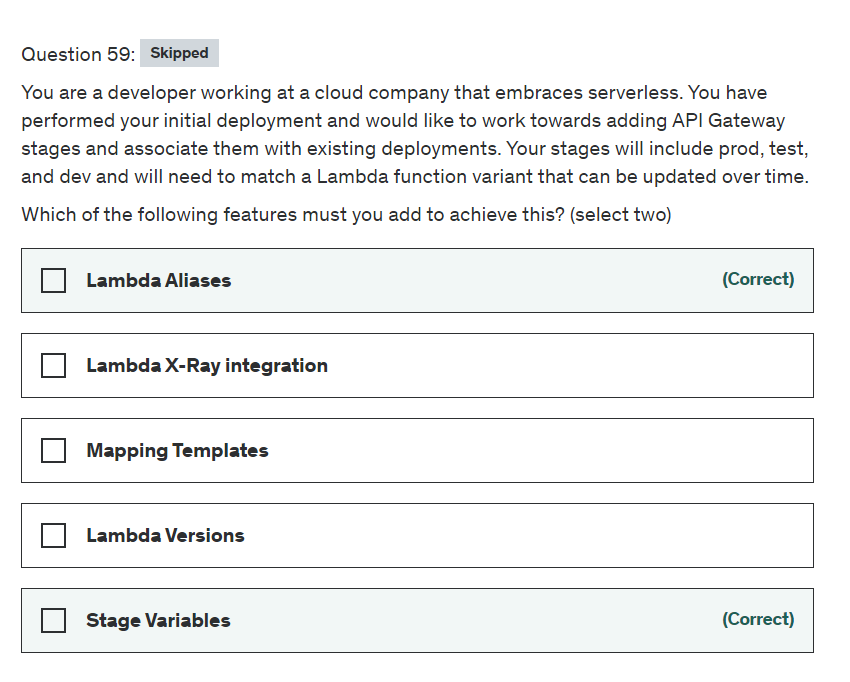 Question 59: Skipped
You are a developer working at a cloud company that embraces serverless. You have
performed your initial deployment and would like to work towards adding API Gateway
stages and associate them with existing deployments. Your stages will include prod, test,
and dev and will need to match a Lambda function variant that can be updated over time.
Which of the following features must you add to achieve this? (select two)
Lambda Aliases (Correct)
Lambda X-Ray integration
Mapping Templates
Lambda Versions
Stage Variables (Correct)